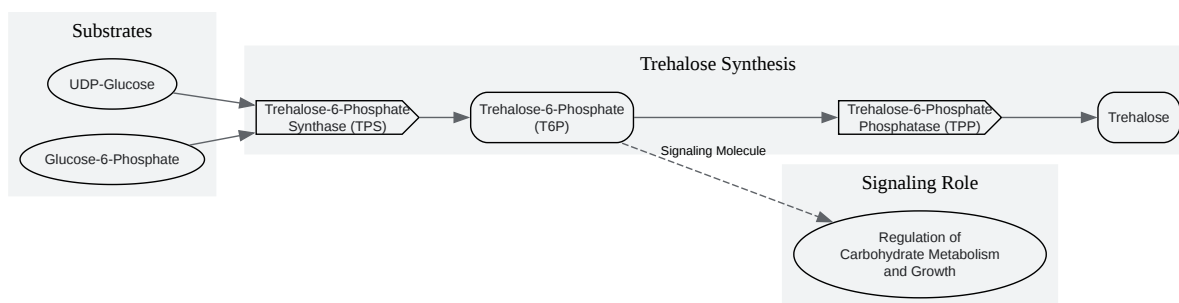 Substrates
UDP-Glucose
Glucose-6-Phosphate
Trehalose Synthesis
Trehalose-6-Phosphate
Synthase (TPS)
Trehalose-6-Phosphate
(T6P)
Trehalose-6-Phosphate
Phosphatase (TPP)
Trehalose
Signaling Molecule
Signaling Role
Regulation of
Carbohydrate Metabolism
and Growth